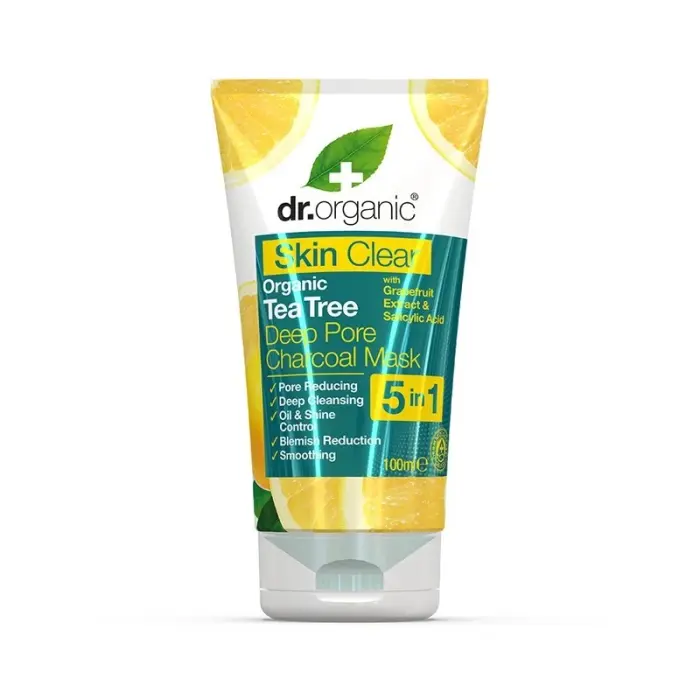 dr.organic®
Skin Clear
Organic
Tea Tree
Deep Pore
Charcoal Mask
with
Grapefruit
Extract &
Salicylic Acid
✓ Pore Reducing
✓ Deep Cleansing
✓ Oil & Shine
Control
✓ Blemish Reduction
✓ Smoothing
5 in 1
100ml e